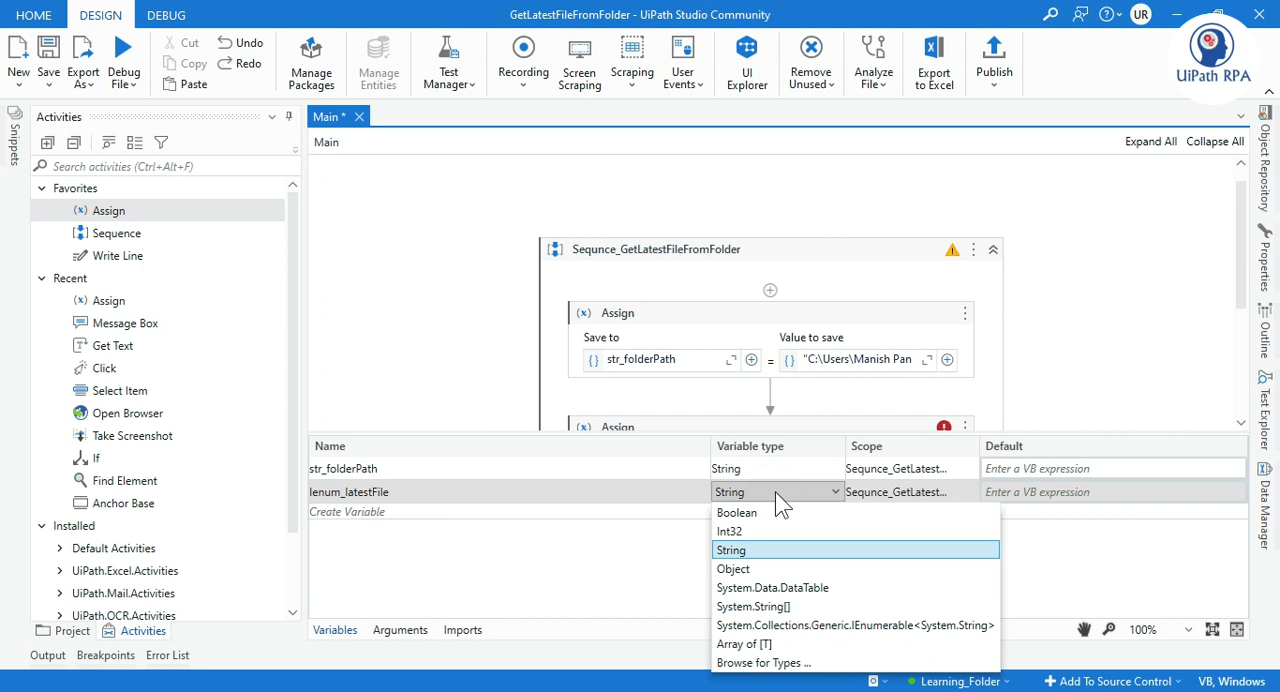 HOME DESIGN DEBUG GetLatestFileFromFolder - UiPath Studio Community UR
New Save Export As Debug File Cut Copy Paste Undo Redo Manage Packages Manage Entities Test Manager Recording Screen Scraping Scraping User Events UI Explorer Remove Unused Analyze File Export to Excel Publish
UiPath RPA
Snippets
Activities
Search activities (Ctrl+Alt+F)
Favorites
Assign
Sequence
Write Line
Recent
Assign
Message Box
Get Text
Click
Select Item
Open Browser
Take Screenshot
If
Find Element
Anchor Base
Installed
Default Activities
UiPath.Excel.Activities
UiPath.Mail.Activities
UiPath.OCR.Activities
Project Activities
Main *
Main Expand All Collapse All
Sequnce_GetLatestFileFromFolder
(x) Assign
Save to Value to save
{} str_folderPath = {} "C:\Users\Manish Pan
(x) Assign
Name Variable type Scope Default
str_folderPath String Sequnce_GetLatest... Enter a VB expression
Ienum_latestFile String Sequnce_GetLatest... Enter a VB expression
Create Variable
Boolean
Int32
String
Object
System.Data.DataTable
System.String[]
System.Collections.Generic.IEnumerable<System.String>
Array of [T]
Browse for Types ...
Variables Arguments Imports 100%
Object Repository
Properties
Outline
Test Explorer
Data Manager
Output Breakpoints Error List
Learning_Folder Add To Source Control VB, Windows